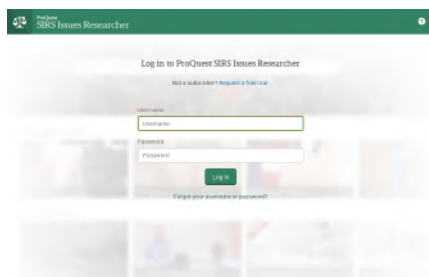 ProQuest
SIRS Issues Researcher
Log in to ProQuest SIRS Issues Researcher
Not a subscriber? Request a free trial.
Username
Username
Password
Password
Log in
Forgot your username or password?